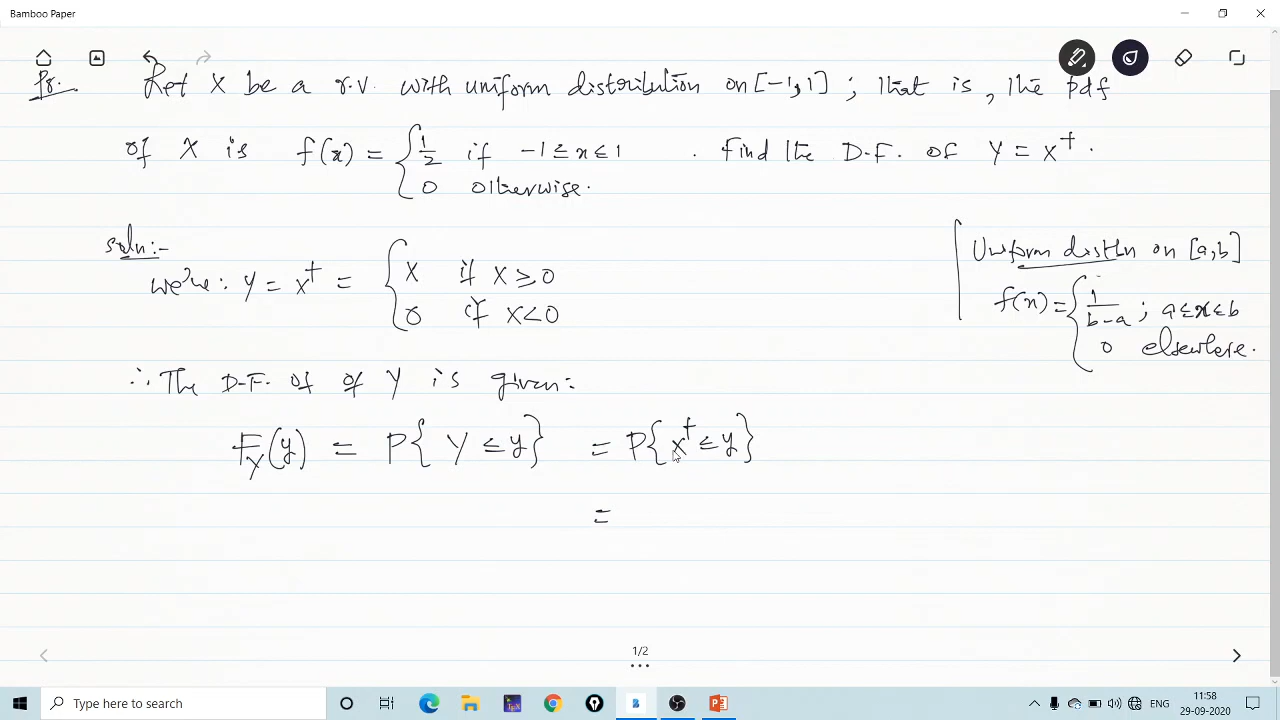 Bamboo Paper
Pr. Let X be a r.v. with uniform distribution on [-1,1] ; that is, the pdf
of X is f(x) = { 1/2 if -1≤x≤1 . Find the D.F. of Y = X⁺.
0 otherwise.
Soln:-
we've: Y = X⁺ = { X if X ≥ 0
0 if X < 0
Uniform distbn on [a,b]
f(x) = { 1/(b-a) ; a≤x≤b
0 elsewhere.
∴ The D.F. of of Y is given:
F_Y(y) = P{ Y ≤ y } = P{ X⁺ ≤ y }
=
1/2
Type here to search
ENG
11:58
29-09-2020